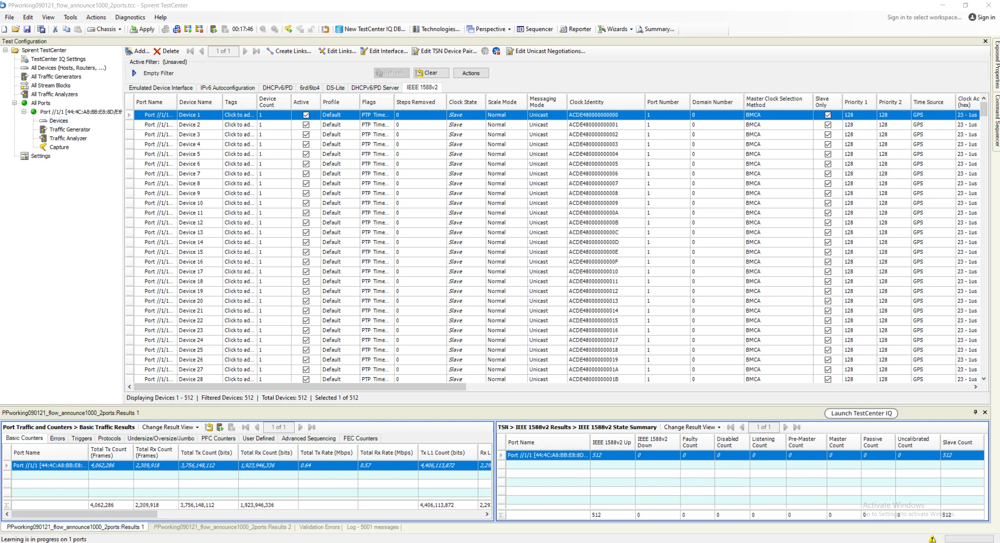 PPworking090121_flow_announce1000_2ports.tcc - Spirent TestCenter
File Edit View Tools Actions Diagnostics Help Sign in to select workspace... Sign in
Chassis Apply 00:17:46 New TestCenter IQ DB... Technologies... Perspective Sequencer Reporter Wizards Summary...
Test Configuration
Spirent TestCenter
TestCenter IQ Settings
All Devices (Hosts, Routers, ...)
All Traffic Generators
All Stream Blocks
All Traffic Analyzers
All Ports
Port //1/1 [44:4C:A8:BB:E8:8D/Eth
Devices
Traffic Generator
Traffic Analyzer
Capture
Settings
Add... Delete 1 of 1 Create Links... Edit Links... Edit Interface... Edit TSN Device Pair... Edit Unicast Negotiations...
Active Filter: (Unsaved)
Empty Filter Refresh Clear Actions
Emulated Device Interface IPv6 Autoconfiguration DHCPv6/PD 6rd/6to4 DS-Lite DHCPv6/PD Server IEEE 1588v2
Port Name Device Name Tags Device Count Active Profile Flags Steps Removed Clock State Scale Mode Messaging Mode Clock Identity Port Number Domain Number Master Clock Selection Method Slave Only Priority 1 Priority 2 Time Source Clock Ac (hex)
Port //1/1... Device 1 Click to ad... 1 Default PTP Time... 0 Slave Normal Unicast ACDE480000000000 1 0 BMCA 128 128 GPS 23 - 1us
Port //1/1... Device 2 Click to ad... 1 Default PTP Time... 0 Slave Normal Unicast ACDE480000000001 1 0 BMCA 128 128 GPS 23 - 1us
Port //1/1... Device 3 Click to ad... 1 Default PTP Time... 0 Slave Normal Unicast ACDE480000000002 1 0 BMCA 128 128 GPS 23 - 1us
Port //1/1... Device 4 Click to ad... 1 Default PTP Time... 0 Slave Normal Unicast ACDE480000000003 1 0 BMCA 128 128 GPS 23 - 1us
Port //1/1... Device 5 Click to ad... 1 Default PTP Time... 0 Slave Normal Unicast ACDE480000000004 1 0 BMCA 128 128 GPS 23 - 1us
Port //1/1... Device 6 Click to ad... 1 Default PTP Time... 0 Slave Normal Unicast ACDE480000000005 1 0 BMCA 128 128 GPS 23 - 1us
Port //1/1... Device 7 Click to ad... 1 Default PTP Time... 0 Slave Normal Unicast ACDE480000000006 1 0 BMCA 128 128 GPS 23 - 1us
Port //1/1... Device 8 Click to ad... 1 Default PTP Time... 0 Slave Normal Unicast ACDE480000000007 1 0 BMCA 128 128 GPS 23 - 1us
Port //1/1... Device 9 Click to ad... 1 Default PTP Time... 0 Slave Normal Unicast ACDE480000000008 1 0 BMCA 128 128 GPS 23 - 1us
Port //1/1... Device 10 Click to ad... 1 Default PTP Time... 0 Slave Normal Unicast ACDE480000000009 1 0 BMCA 128 128 GPS 23 - 1us
Port //1/1... Device 11 Click to ad... 1 Default PTP Time... 0 Slave Normal Unicast ACDE48000000000A 1 0 BMCA 128 128 GPS 23 - 1us
Port //1/1... Device 12 Click to ad... 1 Default PTP Time... 0 Slave Normal Unicast ACDE48000000000B 1 0 BMCA 128 128 GPS 23 - 1us
Port //1/1... Device 13 Click to ad... 1 Default PTP Time... 0 Slave Normal Unicast ACDE48000000000C 1 0 BMCA 128 128 GPS 23 - 1us
Port //1/1... Device 14 Click to ad... 1 Default PTP Time... 0 Slave Normal Unicast ACDE48000000000D 1 0 BMCA 128 128 GPS 23 - 1us
Port //1/1... Device 15 Click to ad... 1 Default PTP Time... 0 Slave Normal Unicast ACDE48000000000E 1 0 BMCA 128 128 GPS 23 - 1us
Port //1/1... Device 16 Click to ad... 1 Default PTP Time... 0 Slave Normal Unicast ACDE48000000000F 1 0 BMCA 128 128 GPS 23 - 1us
Port //1/1... Device 17 Click to ad... 1 Default PTP Time... 0 Slave Normal Unicast ACDE480000000010 1 0 BMCA 128 128 GPS 23 - 1us
Port //1/1... Device 18 Click to ad... 1 Default PTP Time... 0 Slave Normal Unicast ACDE480000000011 1 0 BMCA 128 128 GPS 23 - 1us
Port //1/1... Device 19 Click to ad... 1 Default PTP Time... 0 Slave Normal Unicast ACDE480000000012 1 0 BMCA 128 128 GPS 23 - 1us
Port //1/1... Device 20 Click to ad... 1 Default PTP Time... 0 Slave Normal Unicast ACDE480000000013 1 0 BMCA 128 128 GPS 23 - 1us
Port //1/1... Device 21 Click to ad... 1 Default PTP Time... 0 Slave Normal Unicast ACDE480000000014 1 0 BMCA 128 128 GPS 23 - 1us
Port //1/1... Device 22 Click to ad... 1 Default PTP Time... 0 Slave Normal Unicast ACDE480000000015 1 0 BMCA 128 128 GPS 23 - 1us
Port //1/1... Device 23 Click to ad... 1 Default PTP Time... 0 Slave Normal Unicast ACDE480000000016 1 0 BMCA 128 128 GPS 23 - 1us
Port //1/1... Device 24 Click to ad... 1 Default PTP Time... 0 Slave Normal Unicast ACDE480000000017 1 0 BMCA 128 128 GPS 23 - 1us
Port //1/1... Device 25 Click to ad... 1 Default PTP Time... 0 Slave Normal Unicast ACDE480000000018 1 0 BMCA 128 128 GPS 23 - 1us
Port //1/1... Device 26 Click to ad... 1 Default PTP Time... 0 Slave Normal Unicast ACDE480000000019 1 0 BMCA 128 128 GPS 23 - 1us
Port //1/1... Device 27 Click to ad... 1 Default PTP Time... 0 Slave Normal Unicast ACDE48000000001A 1 0 BMCA 128 128 GPS 23 - 1us
Port //1/1... Device 28 Click to ad... 1 Default PTP Time... 0 Slave Normal Unicast ACDE48000000001B 1 0 BMCA 128 128 GPS 23 - 1us
Displaying Devices 1 - 512 | Filtered Devices: 512 | Total Devices: 512 | Selected 1 of 512
Exposed Properties
Command Sequencer
PPworking090121_flow_announce1000_2ports:Results 1 Launch TestCenter IQ
Port Traffic and Counters > Basic Traffic Results Change Result View 1 of 1
Basic Counters Errors Triggers Protocols Undersize/Oversize/Jumbo PFC Counters User Defined Advanced Sequencing FEC Counters
Port Name Total Tx Count (Frames) Total Rx Count (Frames) Total Tx Count (bits) Total Rx Count (bits) Total Tx Rate (Mbps) Total Rx Rate (Mbps) Tx L1 Count (bits) Rx L
Port //1/1 [44:4C:A8:BB:E8:... 4,062,286 2,309,918 3,756,148,112 1,923,946,336 0.64 0.57 4,406,113,872 2,29
4,062,286 2,309,918 3,756,148,112 1,923,946,336 4,406,113,872 2,29
TSN > IEEE 1588v2 Results > IEEE 1588v2 State Summary Change Result View 1 of 1
Port Name IEEE 1588v2 Up IEEE 1588v2 Down Faulty Count Disabled Count Listening Count Pre-Master Count Master Count Passive Count Uncalibrated Count Slave Count
Port //1/1 [44:4C:A8:BB:E8:8D... 512 0 0 0 0 0 0 0 0 512
512 0 0 0 0 0 0 0 0 512
Activate Windows
Go to Settings to activate Windows.
PPworking090121_flow_announce1000_2ports:Results 1 PPworking090121_flow_announce1000_2ports:Results 2 Validation Errors Log - 5001 messages
Learning is in progress on 1 ports